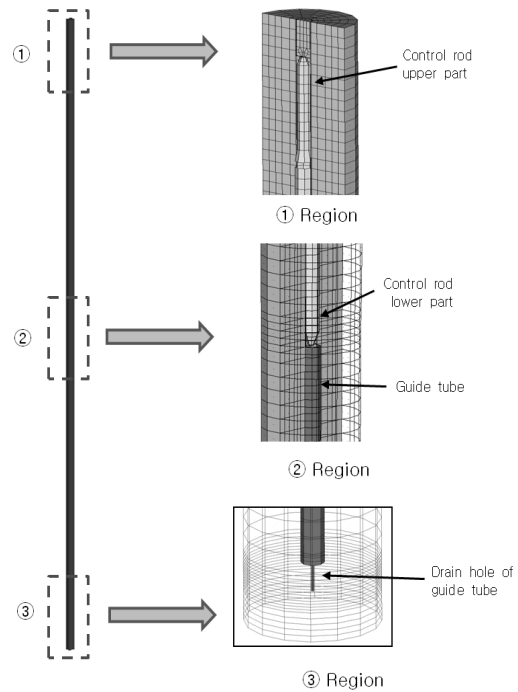 ①
Control rod
upper part
① Region
②
Control rod
lower part
Guide tube
② Region
③
Drain hole of
guide tube
③ Region